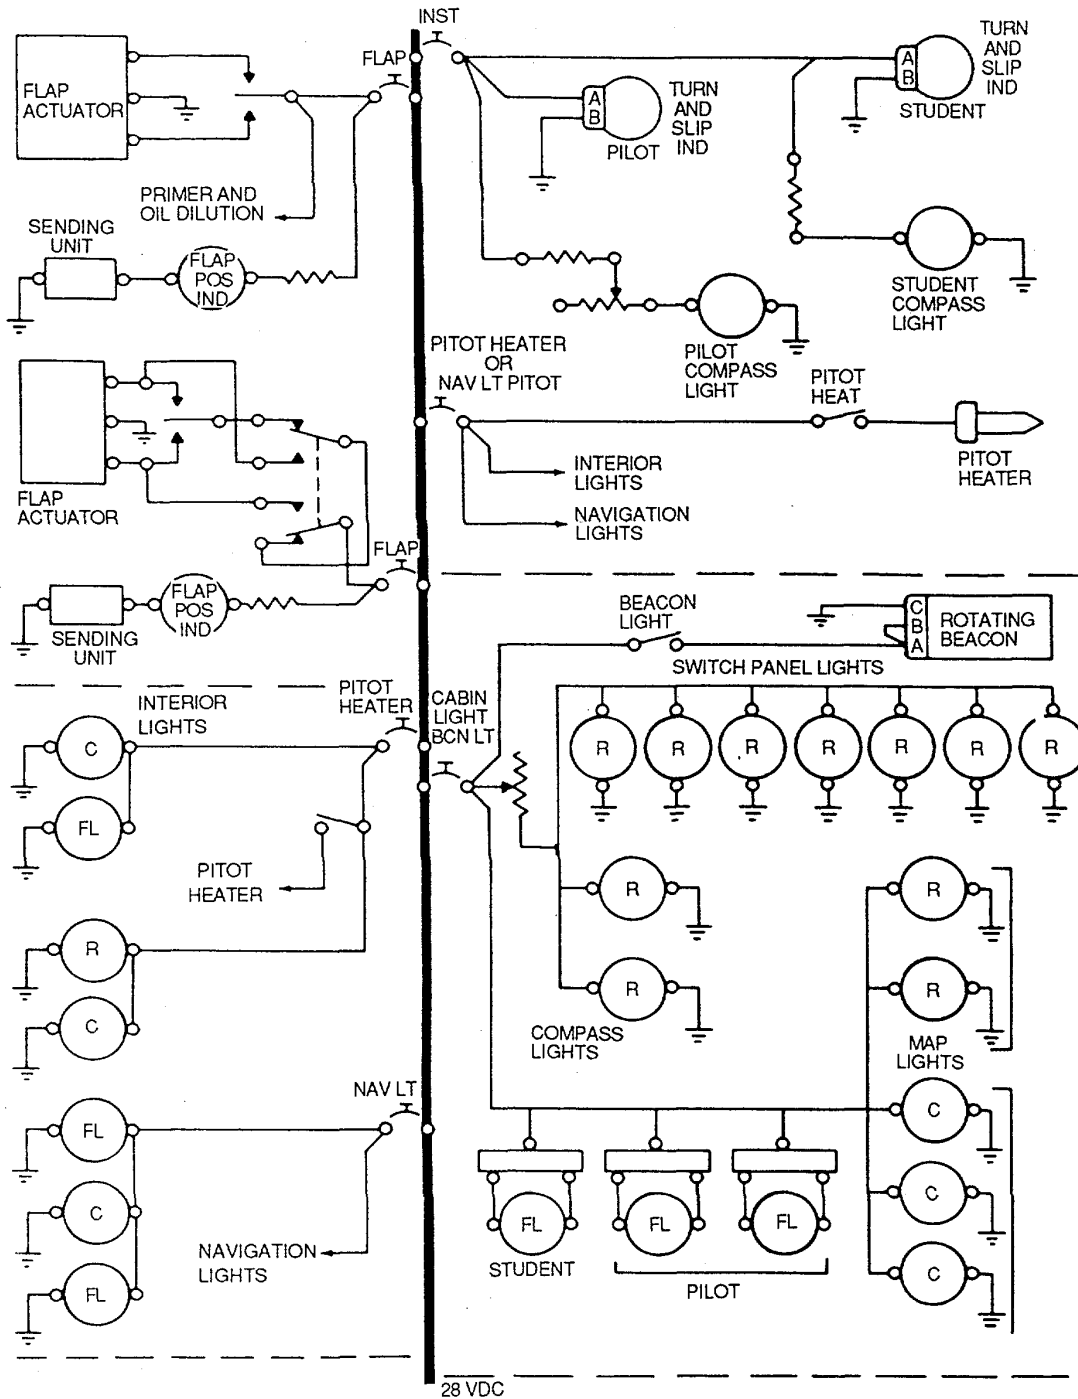 INST
FLAP
FLAP
ACTUATOR
PRIMER AND
OIL DILUTION
SENDING
UNIT
FLAP
POS
IND
A
B
PILOT
TURN
AND
SLIP
IND
A
B
STUDENT
TURN
AND
SLIP
IND
STUDENT
COMPASS
LIGHT
PILOT
COMPASS
LIGHT
PITOT HEATER
OR
NAV LT PITOT
PITOT
HEAT
PITOT
HEATER
INTERIOR
LIGHTS
NAVIGATION
LIGHTS
FLAP
ACTUATOR
FLAP
FLAP
POS
IND
SENDING
UNIT
BEACON
LIGHT
C
B
A
ROTATING
BEACON
SWITCH PANEL LIGHTS
R
R
R
R
R
R
R
INTERIOR
LIGHTS
PITOT
HEATER
CABIN
LIGHT
BCN LT
C
FL
PITOT
HEATER
R
C
R
R
COMPASS
LIGHTS
R
R
MAP
LIGHTS
C
C
C
NAV LT
FL
C
FL
NAVIGATION
LIGHTS
FL
FL
FL
STUDENT
PILOT
28 VDC